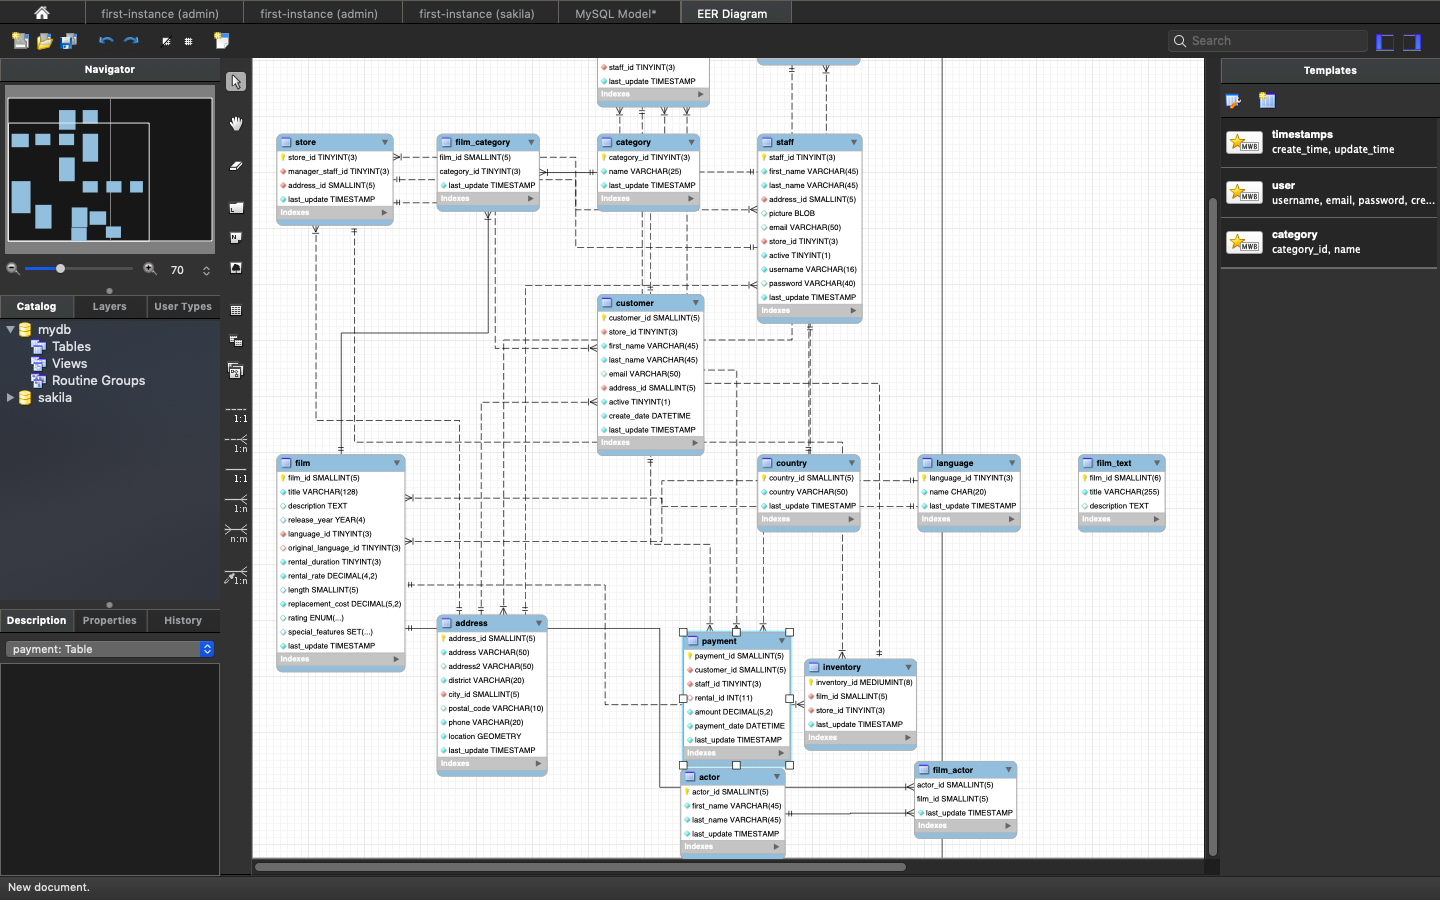 first-instance (admin)
first-instance (admin)
first-instance (sakila)
MySQL Model*
EER Diagram
Search
Navigator
70
Catalog
Layers
User Types
mydb
Tables
Views
Routine Groups
sakila
Description
Properties
History
payment: Table
New document.
1:1
1:n
1:1
1:n
n:m
1:n
staff_id TINYINT(3)
last_update TIMESTAMP
Indexes
store
store_id TINYINT(3)
manager_staff_id TINYINT(3)
address_id SMALLINT(5)
last_update TIMESTAMP
Indexes
film_category
film_id SMALLINT(5)
category_id TINYINT(3)
last_update TIMESTAMP
Indexes
category
category_id TINYINT(3)
name VARCHAR(25)
last_update TIMESTAMP
Indexes
staff
staff_id TINYINT(3)
first_name VARCHAR(45)
last_name VARCHAR(45)
address_id SMALLINT(5)
picture BLOB
email VARCHAR(50)
store_id TINYINT(3)
active TINYINT(1)
username VARCHAR(16)
password VARCHAR(40)
last_update TIMESTAMP
Indexes
customer
customer_id SMALLINT(5)
store_id TINYINT(3)
first_name VARCHAR(45)
last_name VARCHAR(45)
email VARCHAR(50)
address_id SMALLINT(5)
active TINYINT(1)
create_date DATETIME
last_update TIMESTAMP
Indexes
film
film_id SMALLINT(5)
title VARCHAR(128)
description TEXT
release_year YEAR(4)
language_id TINYINT(3)
original_language_id TINYINT(3)
rental_duration TINYINT(3)
rental_rate DECIMAL(4,2)
length SMALLINT(5)
replacement_cost DECIMAL(5,2)
rating ENUM(...)
special_features SET(...)
last_update TIMESTAMP
Indexes
country
country_id SMALLINT(5)
country VARCHAR(50)
last_update TIMESTAMP
Indexes
language
language_id TINYINT(3)
name CHAR(20)
last_update TIMESTAMP
Indexes
film_text
film_id SMALLINT(6)
title VARCHAR(255)
description TEXT
Indexes
address
address_id SMALLINT(5)
address VARCHAR(50)
address2 VARCHAR(50)
district VARCHAR(20)
city_id SMALLINT(5)
postal_code VARCHAR(10)
phone VARCHAR(20)
location GEOMETRY
last_update TIMESTAMP
Indexes
payment
payment_id SMALLINT(5)
customer_id SMALLINT(5)
staff_id TINYINT(3)
rental_id INT(11)
amount DECIMAL(5,2)
payment_date DATETIME
last_update TIMESTAMP
Indexes
inventory
inventory_id MEDIUMINT(8)
film_id SMALLINT(5)
store_id TINYINT(3)
last_update TIMESTAMP
Indexes
actor
actor_id SMALLINT(5)
first_name VARCHAR(45)
last_name VARCHAR(45)
last_update TIMESTAMP
Indexes
film_actor
actor_id SMALLINT(5)
film_id SMALLINT(5)
last_update TIMESTAMP
Indexes
Templates
MWB
timestamps
create_time, update_time
MWB
user
username, email, password, cre...
MWB
category
category_id, name